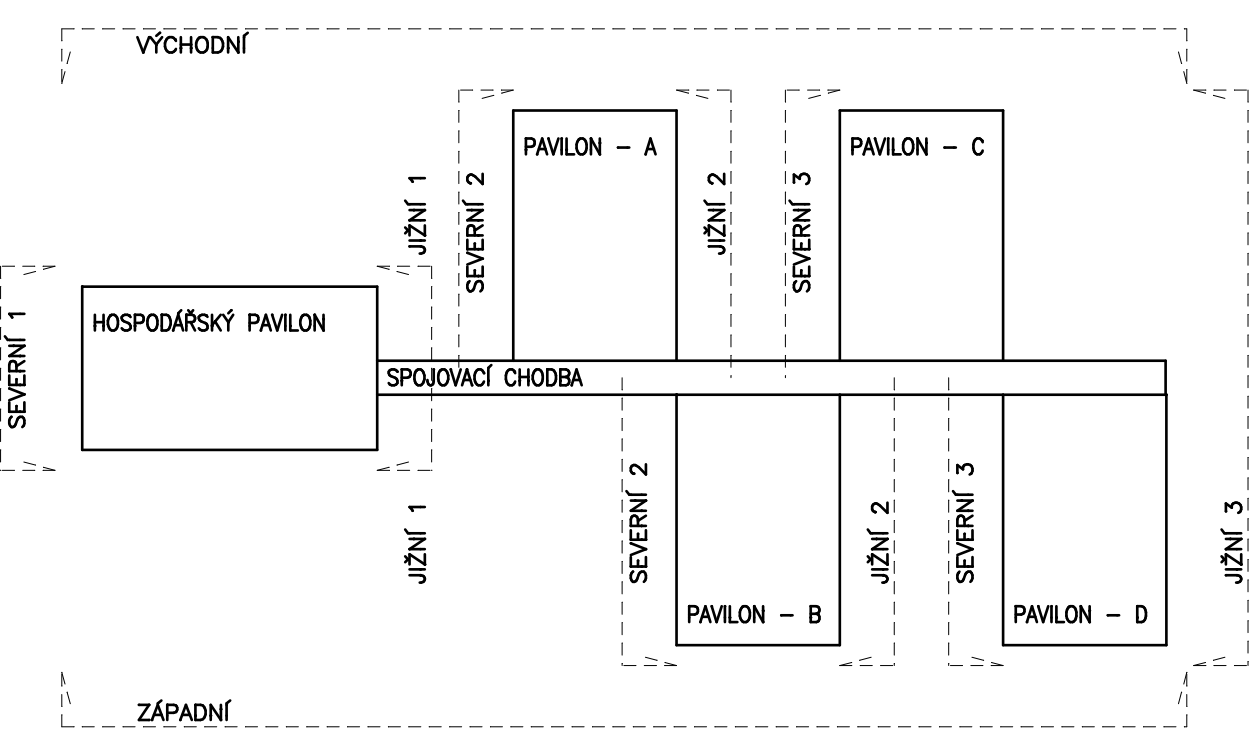 VÝCHODNÍ
PAVILON – A
PAVILON – C
JIŽNÍ 1
SEVERNÍ 2
JIŽNÍ 2
SEVERNÍ 3
SEVERNÍ 1
HOSPODÁŘSKÝ PAVILON
SPOJOVACÍ CHODBA
JIŽNÍ 1
SEVERNÍ 2
JIŽNÍ 2
SEVERNÍ 3
JIŽNÍ 3
PAVILON – B
PAVILON – D
ZÁPADNÍ